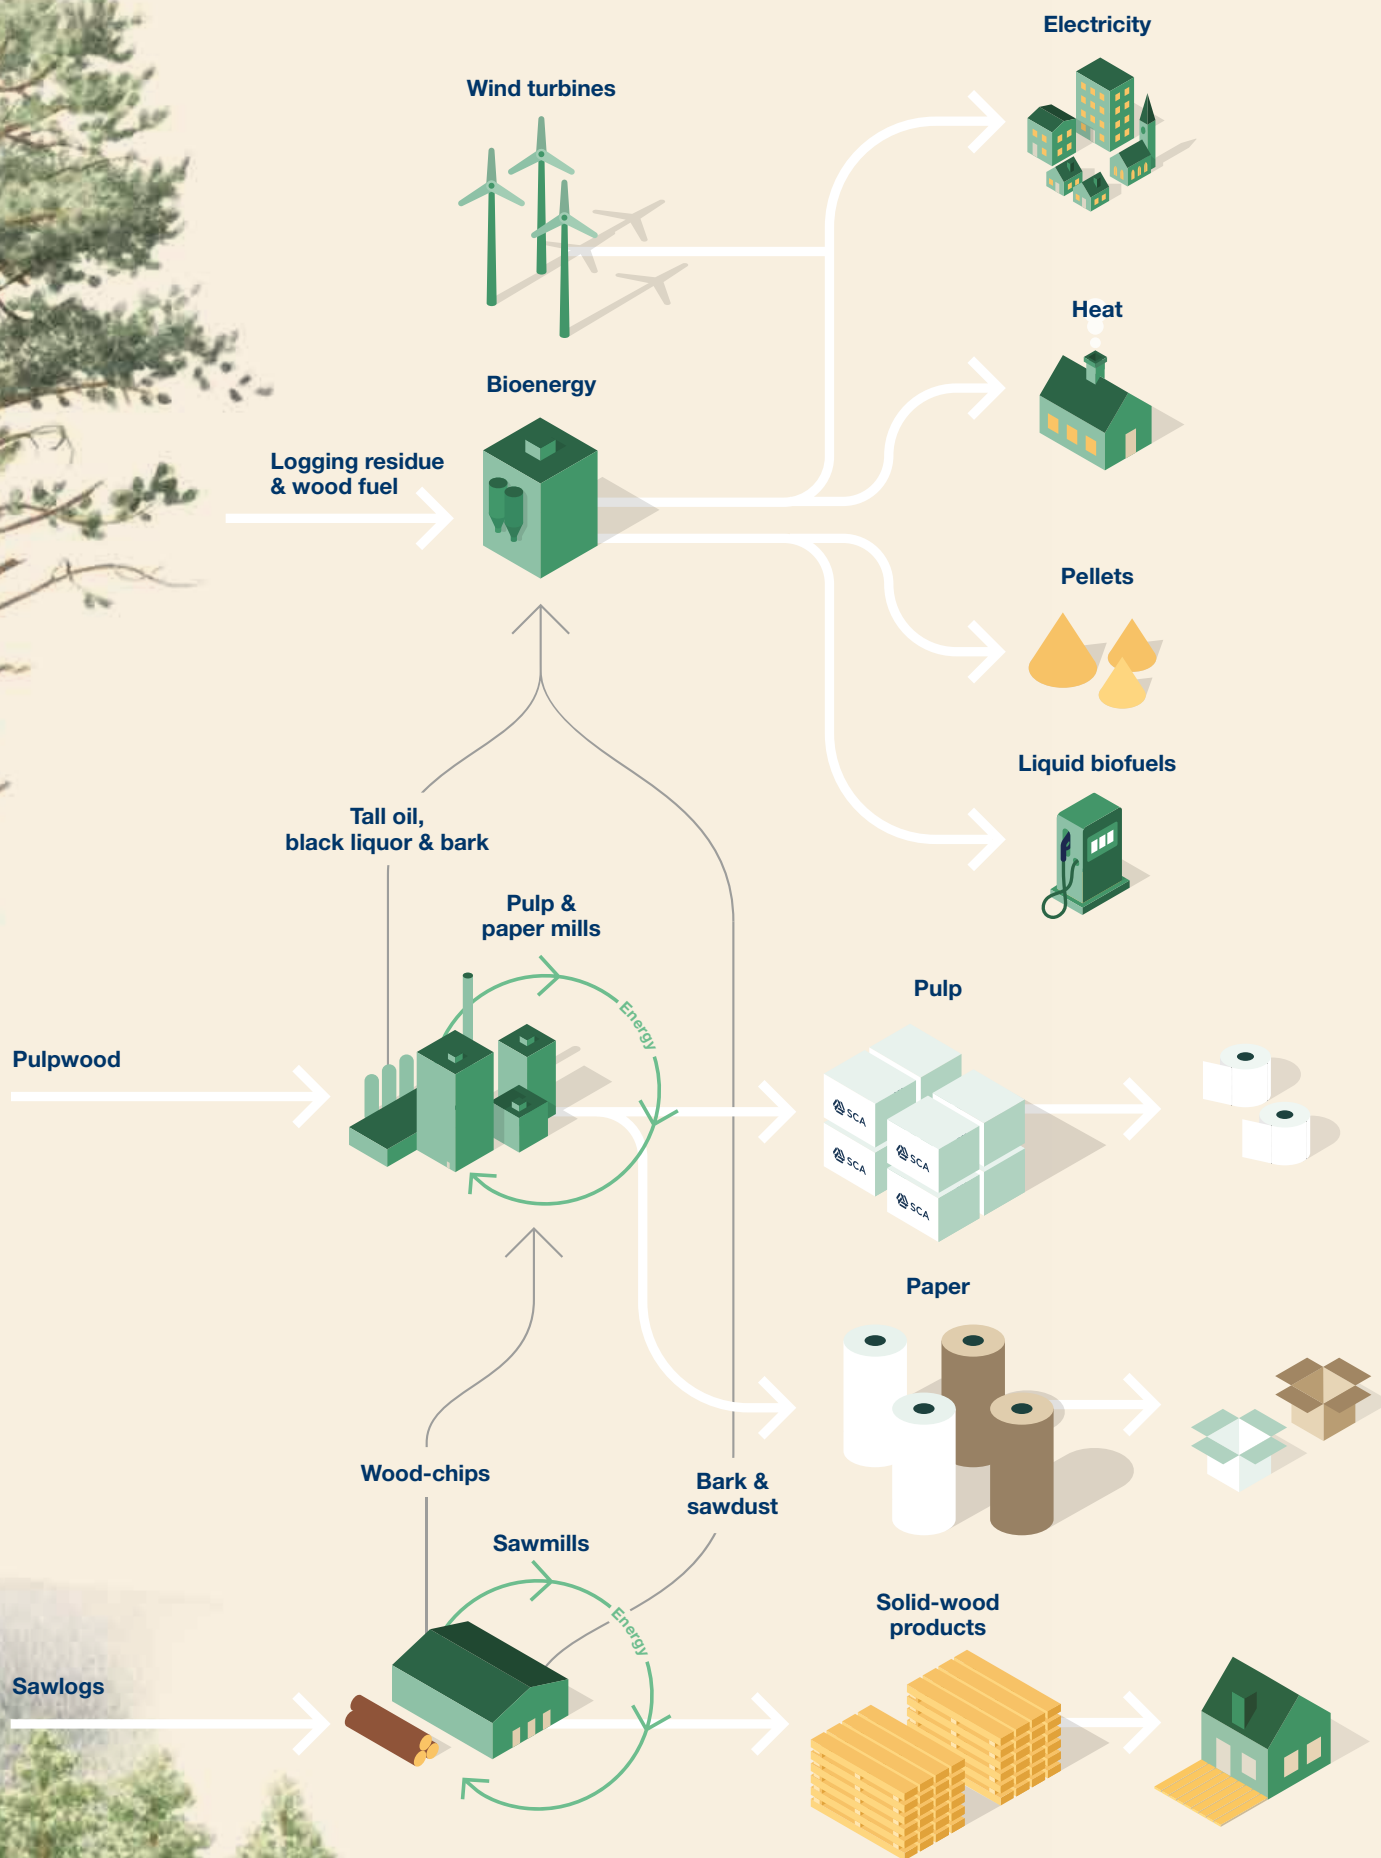 Electricity
Wind turbines
Heat
Bioenergy
Logging residue
& wood fuel
Pellets
Liquid biofuels
Tall oil,
black liquor & bark
Pulp &
paper mills
Energy
Pulp
Pulpwood
SCA
SCA
SCA
SCA
Paper
Wood-chips
Bark &
sawdust
Sawmills
Energy
Solid-wood
products
Sawlogs